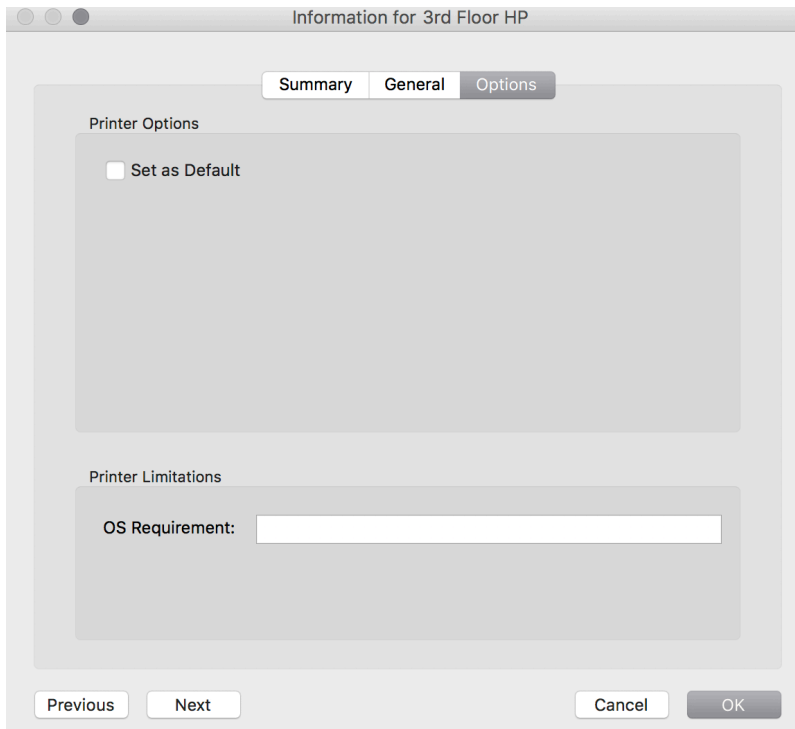 Information for 3rd Floor HP
Summary General Options
Printer Options
Set as Default
Printer Limitations
OS Requirement:
Previous Next Cancel OK